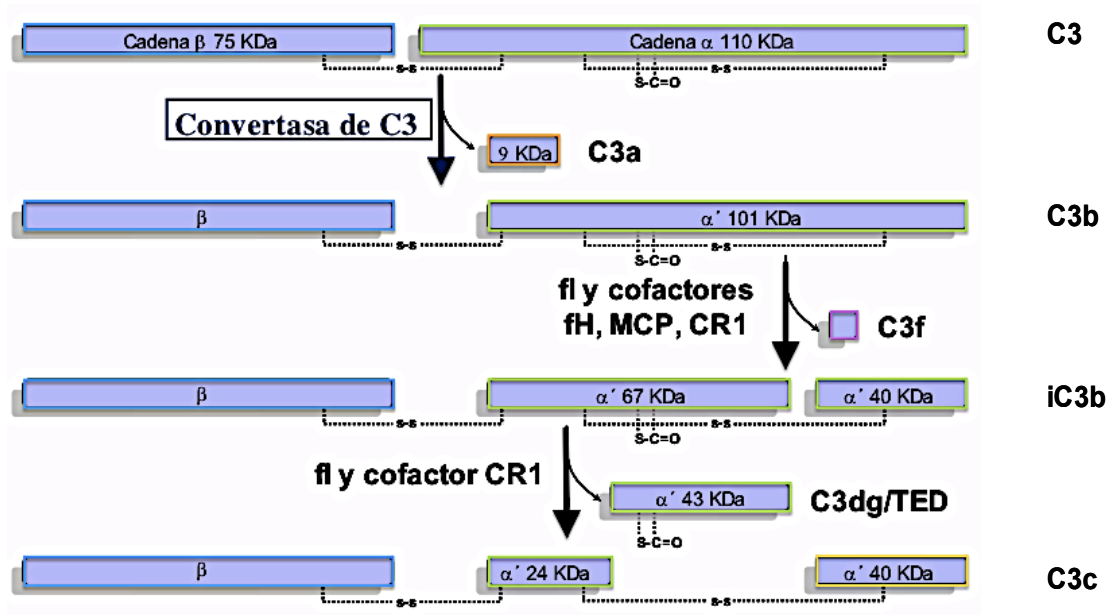 Cadena β 75 KDa Cadena α 110 KDa C3
s-s s-s
S-C=O
Convertasa de C3
9 KDa C3a
β α´ 101 KDa C3b
s-s s-s
S-C=O
fI y cofactores
fH, MCP, CR1
C3f
β α´ 67 KDa α´ 40 KDa iC3b
s-s s-s
S-C=O
fI y cofactor CR1
α´ 43 KDa C3dg/TED
S-C=O
β α´ 24 KDa α´ 40 KDa C3c
s-s s-s